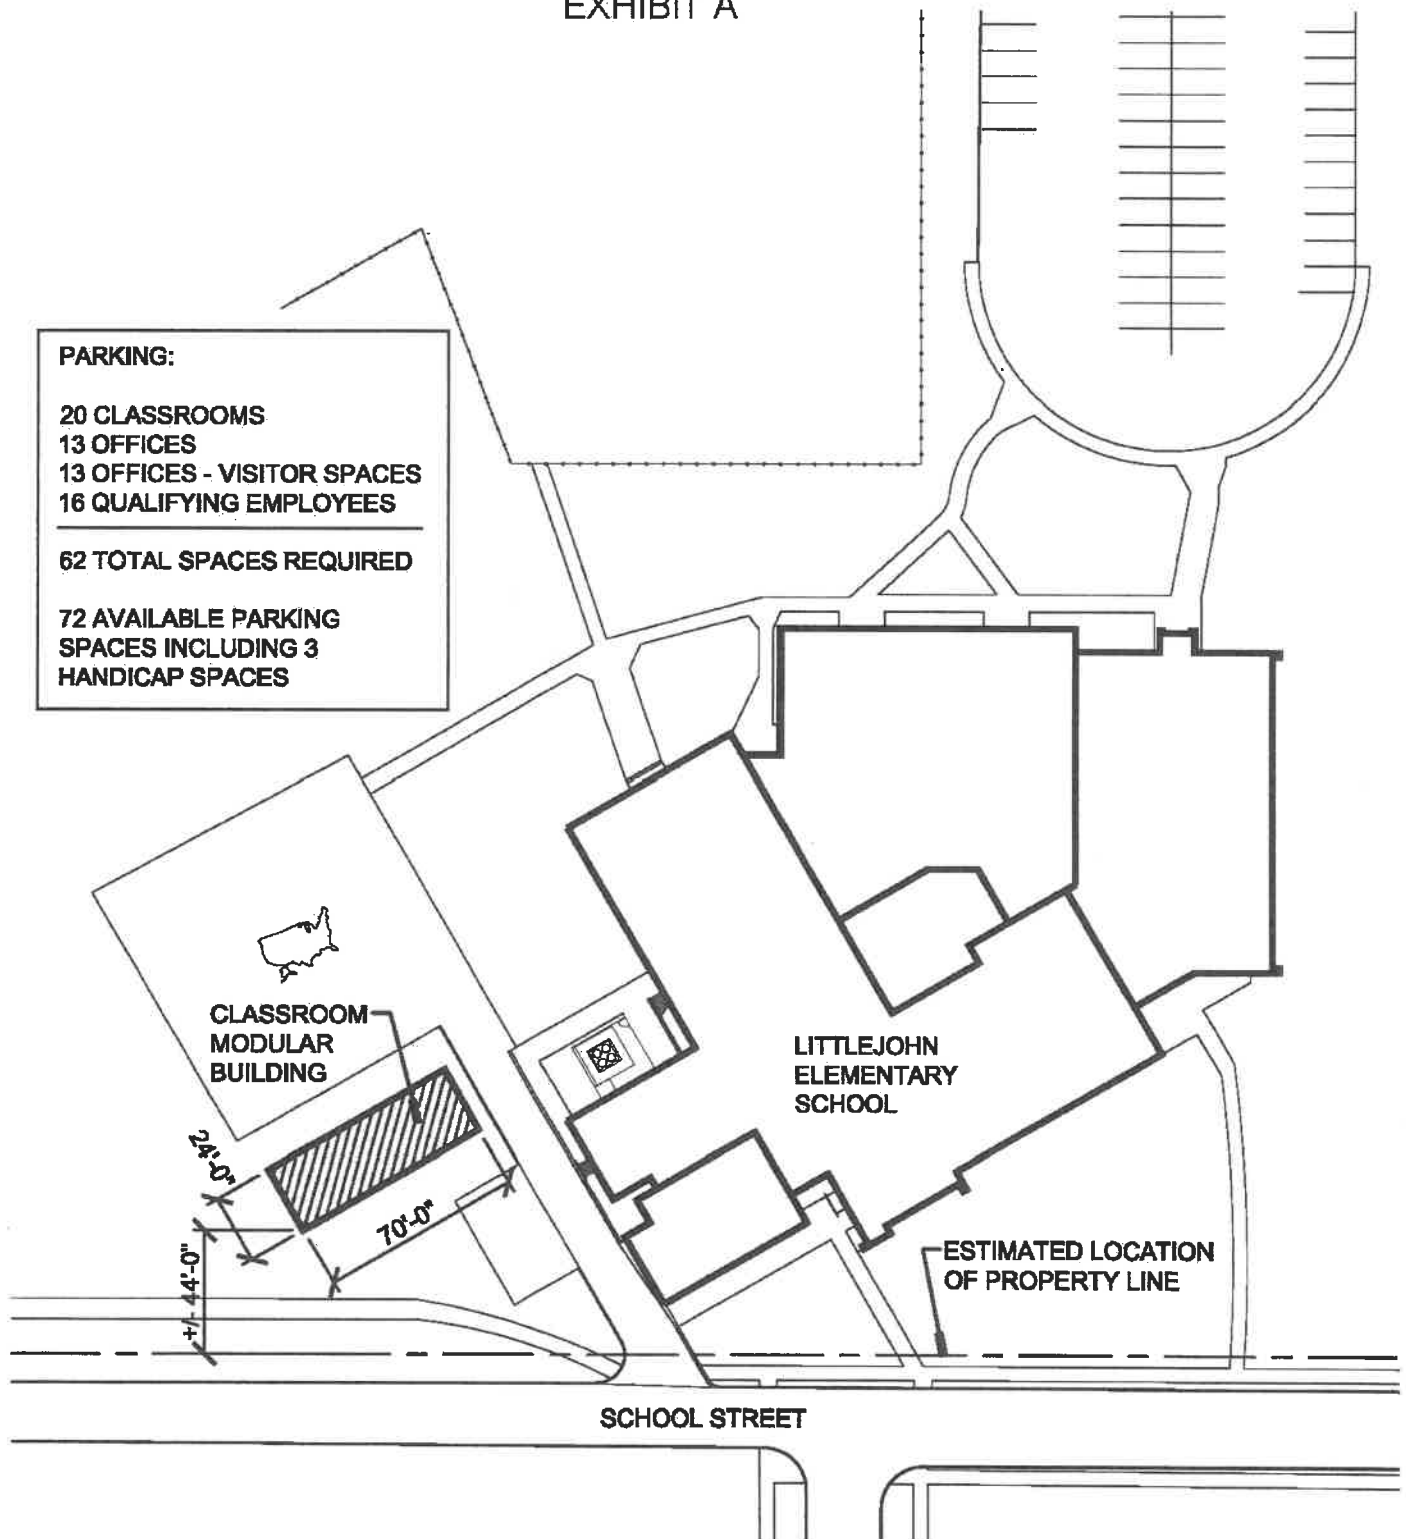 EXHIBIT A
PARKING:
20 CLASSROOMS
13 OFFICES
13 OFFICES - VISITOR SPACES
16 QUALIFYING EMPLOYEES
62 TOTAL SPACES REQUIRED
72 AVAILABLE PARKING
SPACES INCLUDING 3
HANDICAP SPACES
CLASSROOM
MODULAR
BUILDING
LITTLEJOHN
ELEMENTARY
SCHOOL
24'-0"
70'-0"
+/- 44'-0"
ESTIMATED LOCATION
OF PROPERTY LINE
SCHOOL STREET